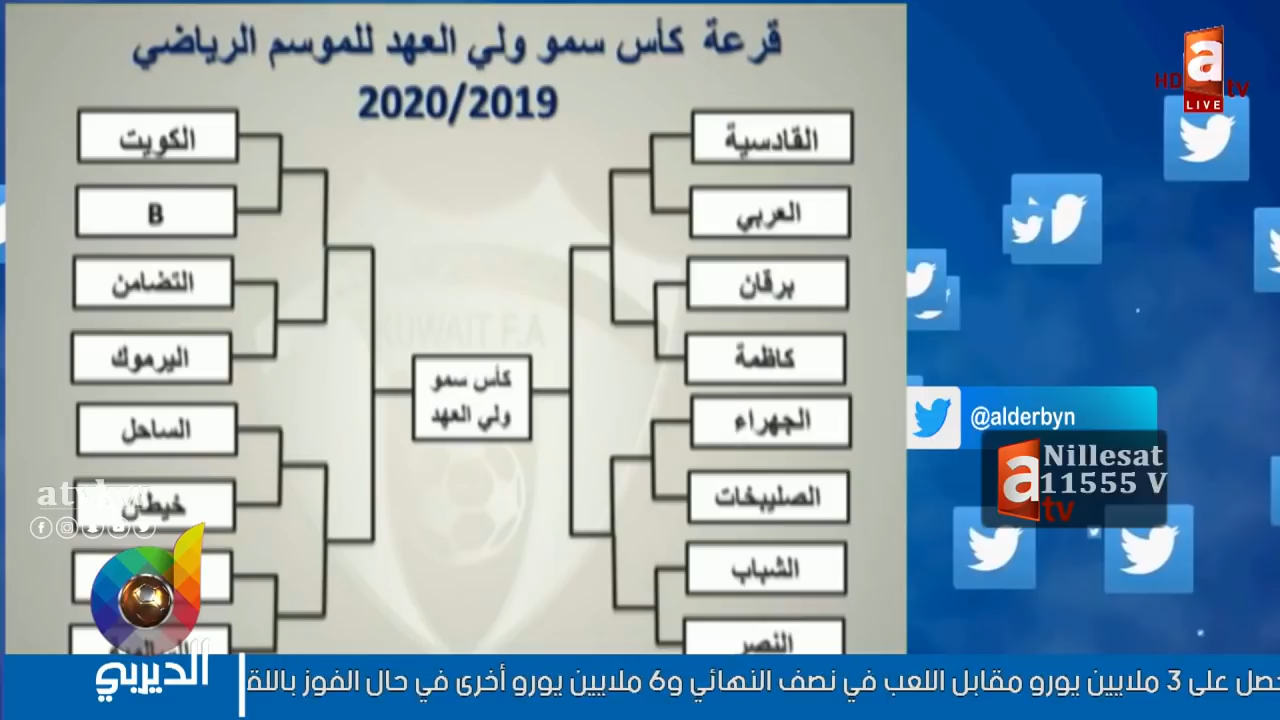 قرعة كأس سمو ولي العهد للموسم الرياضي
2020/2019
القادسية
العربي
برقان
كاظمة
الجهراء
الصليبخات
الشباب
النصر
كأس سمو
ولي العهد
الكويت
B
التضامن
اليرموك
الساحل
خيطان
KUWAIT F.A
HD
a
tv
LIVE
@alderbyn
a
tv
Nillesat
11555 V
الديربي
حصل على 3 ملايين يورو مقابل اللعب في نصف النهائي و6 ملايين يورو أخرى في حال الفوز باللق